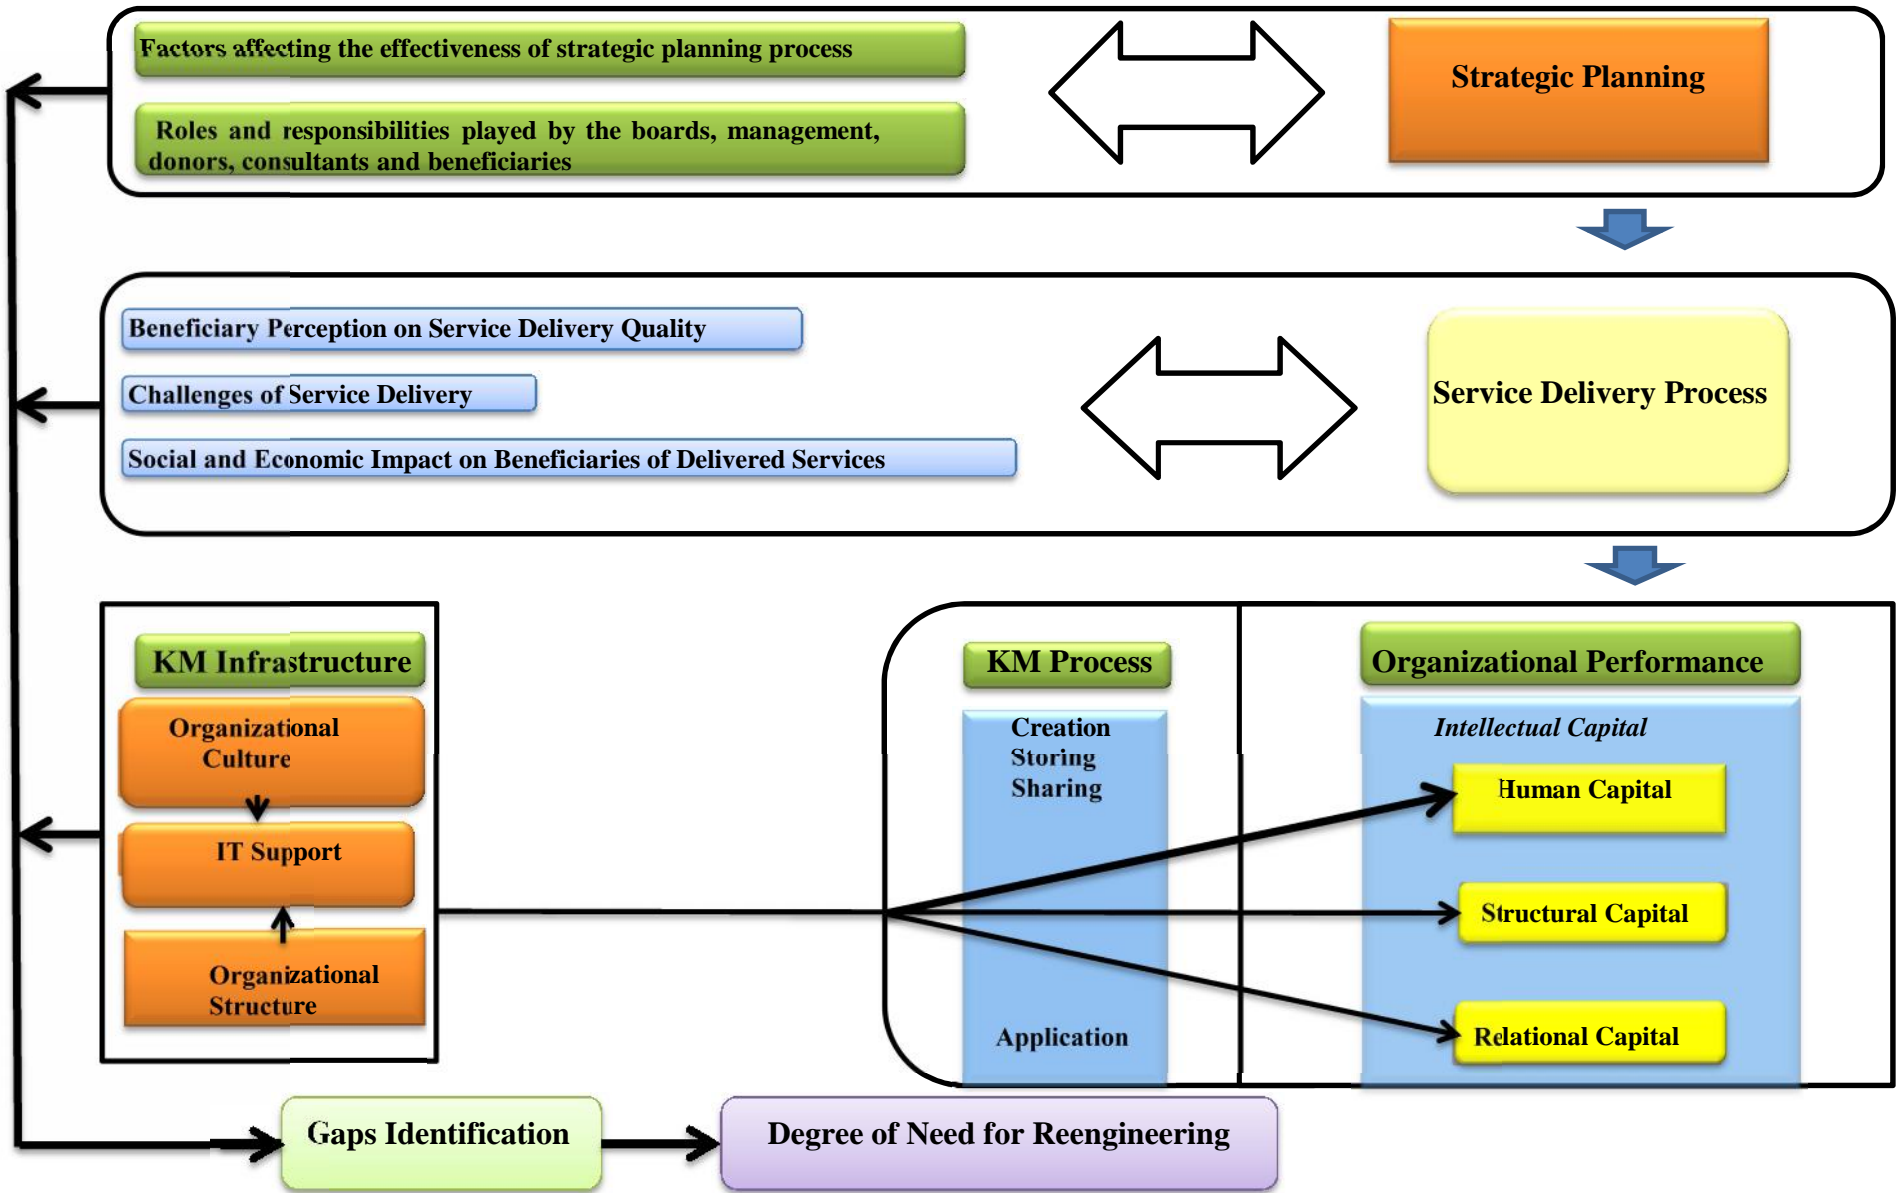 Factors affecting the effectiveness of strategic planning process
Strategic Planning
Roles and responsibilities played by the boards, management,
donors, consultants and beneficiaries
Beneficiary Perception on Service Delivery Quality
Challenges of Service Delivery
Service Delivery Process
Social and Economic Impact on Beneficiaries of Delivered Services
KM Infrastructure
Organizational
Culture
IT Support
Organizational
Structure
KM Process
Creation
Storing
Sharing
Application
Organizational Performance
Intellectual Capital
Human Capital
Structural Capital
Relational Capital
Gaps Identification
Degree of Need for Reengineering